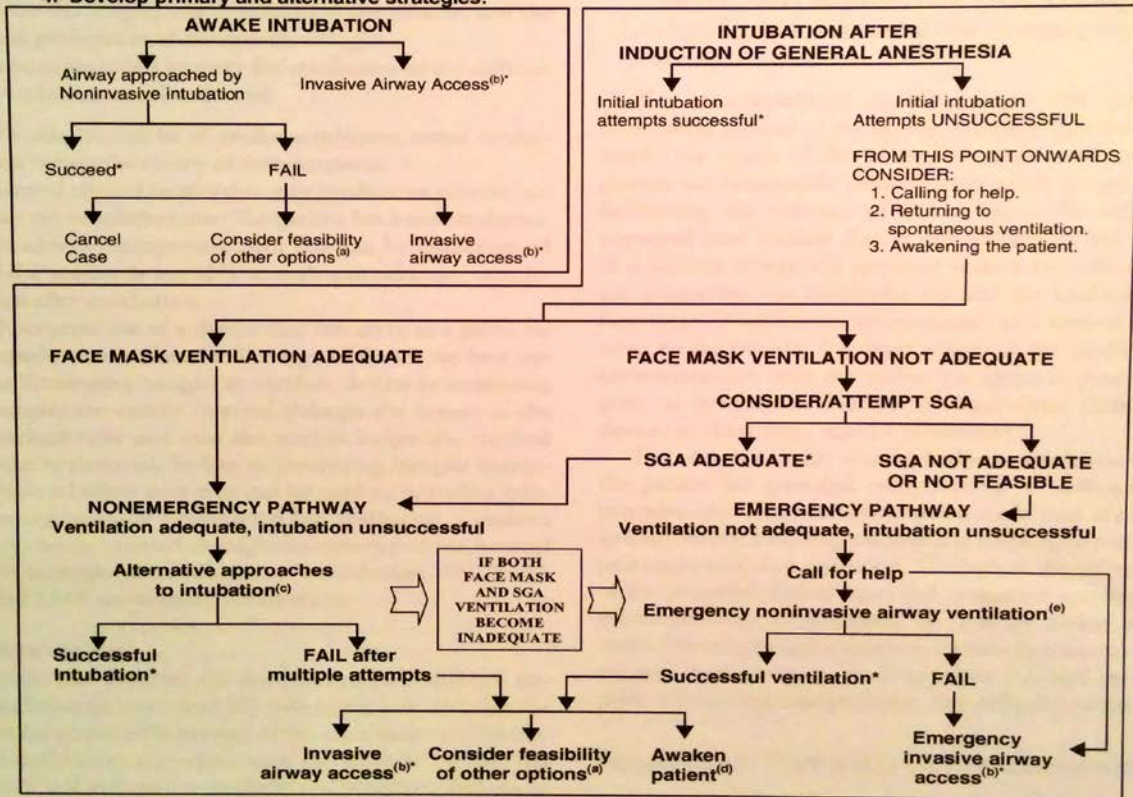 4. Develop primary and alternative strategies:
AWAKE INTUBATION
Airway approached by
Noninvasive intubation
Invasive Airway Access(b)*
Succeed*
FAIL
Cancel
Case
Consider feasibility
of other options(a)
Invasive
airway access(b)*
INTUBATION AFTER
INDUCTION OF GENERAL ANESTHESIA
Initial intubation
attempts successful*
Initial intubation
Attempts UNSUCCESSFUL
FROM THIS POINT ONWARDS
CONSIDER:
1. Calling for help.
2. Returning to
spontaneous ventilation.
3. Awakening the patient.
FACE MASK VENTILATION ADEQUATE
FACE MASK VENTILATION NOT ADEQUATE
CONSIDER/ATTEMPT SGA
SGA ADEQUATE*
SGA NOT ADEQUATE
OR NOT FEASIBLE
NONEMERGENCY PATHWAY
Ventilation adequate, intubation unsuccessful
EMERGENCY PATHWAY
Ventilation not adequate, intubation unsuccessful
Alternative approaches
to intubation(c)
IF BOTH
FACE MASK
AND SGA
VENTILATION
BECOME
INADEQUATE
Call for help
Emergency noninvasive airway ventilation(e)
Successful
Intubation*
FAIL after
multiple attempts
Successful ventilation*
FAIL
Invasive
airway access(b)*
Consider feasibility
of other options(a)
Awaken
patient(d)
Emergency
invasive airway
access(b)*